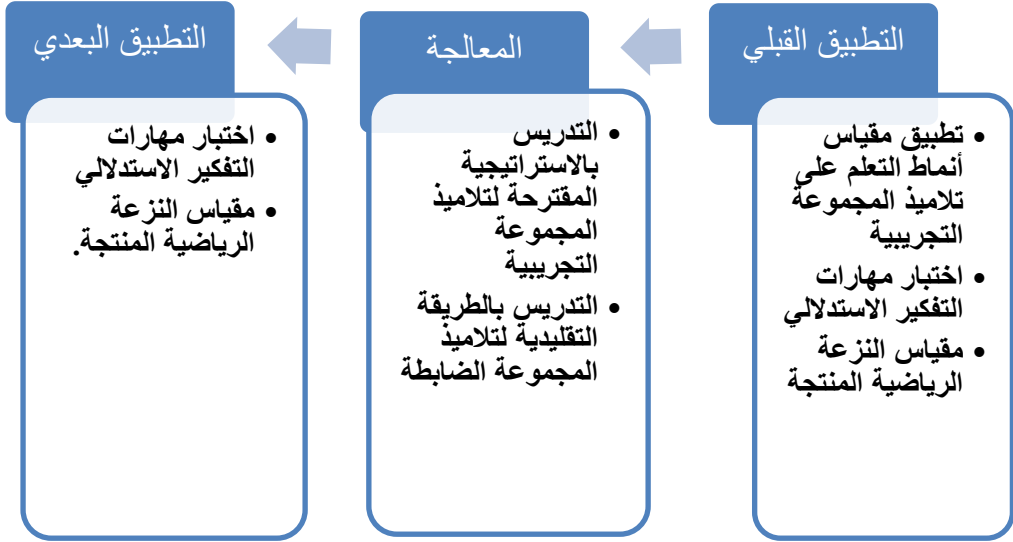 التطبيق القبلي
• تطبيق مقياس
أنماط التعلم على
تلاميذ المجموعة
التجريبية
• اختبار مهارات
التفكير الاستدلالي
• مقياس النزعة
الرياضية المنتجة
المعالجة
• التدريس
بالاستراتيجية
المقترحة لتلاميذ
المجموعة
التجريبية
• التدريس بالطريقة
التقليدية لتلاميذ
المجموعة الضابطة
التطبيق البعدي
• اختبار مهارات
التفكير الاستدلالي
• مقياس النزعة
الرياضية المنتجة.